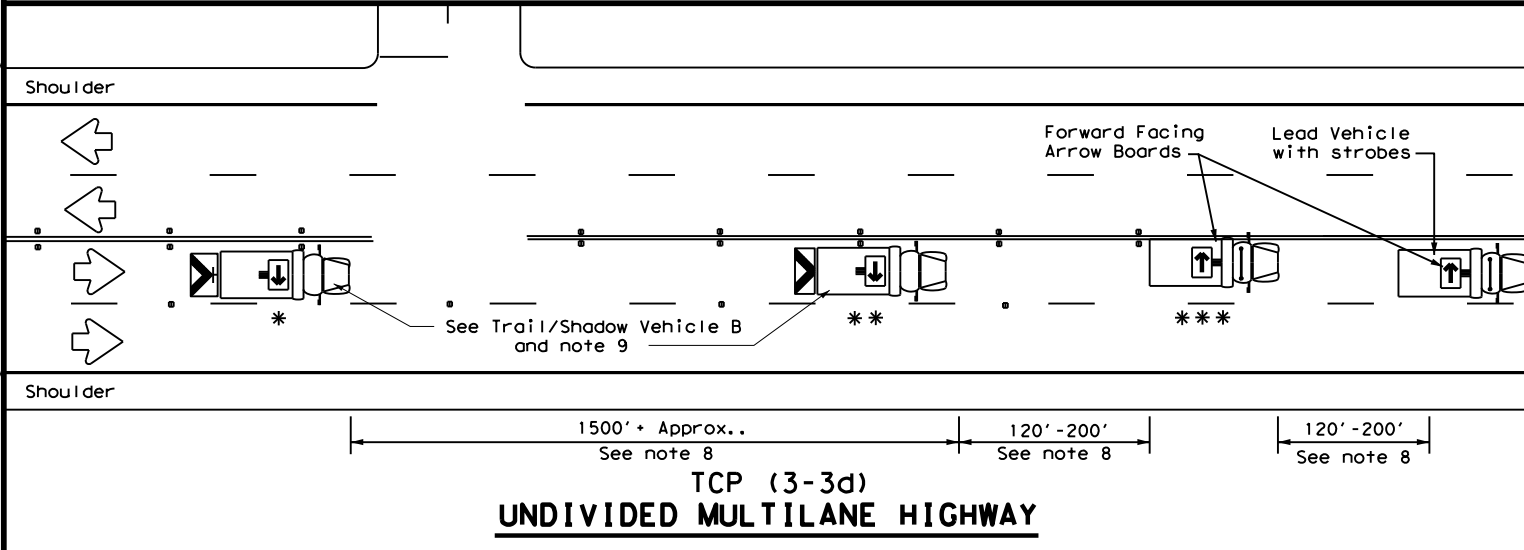 Shoulder
Forward Facing
Arrow Boards
Lead Vehicle
with strobes
*
**
***
See Trail/Shadow Vehicle B
and note 9
Shoulder
1500'+ Approx..
See note 8
120'-200'
See note 8
120'-200'
See note 8
TCP (3-3d)
UNDIVIDED MULTILANE HIGHWAY